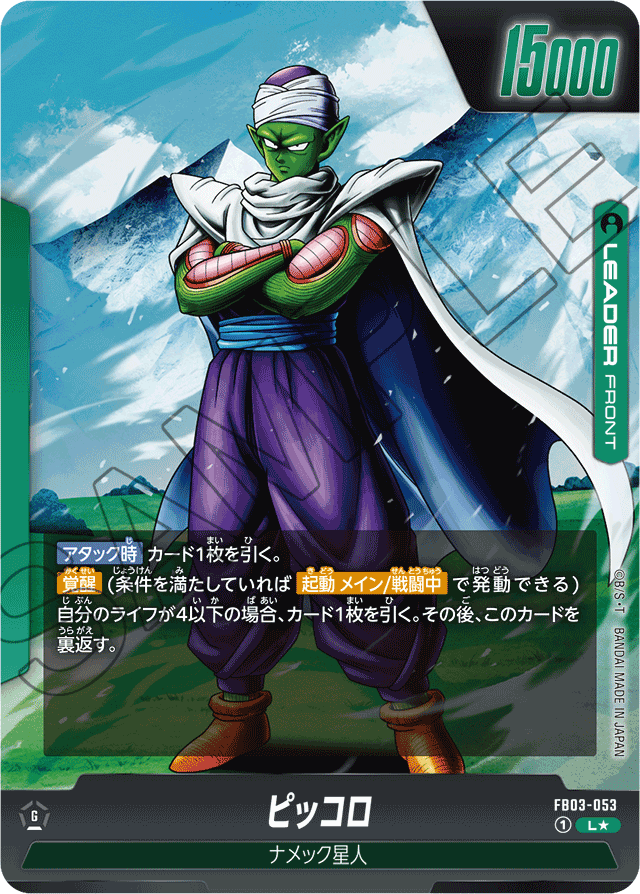 15000
LEADER FRONT
アタック時 カード1枚を引く。
覚醒 (条件を満たしていれば 起動メイン/戦闘中 で発動できる)
自分のライフが4以下の場合、カード1枚を引く。その後、このカードを
裏返す。
©B/S・T BANDAI MADE IN JAPAN
SAMPLE
G
ピッコロ
FB03-053
1 L★
ナメック星人